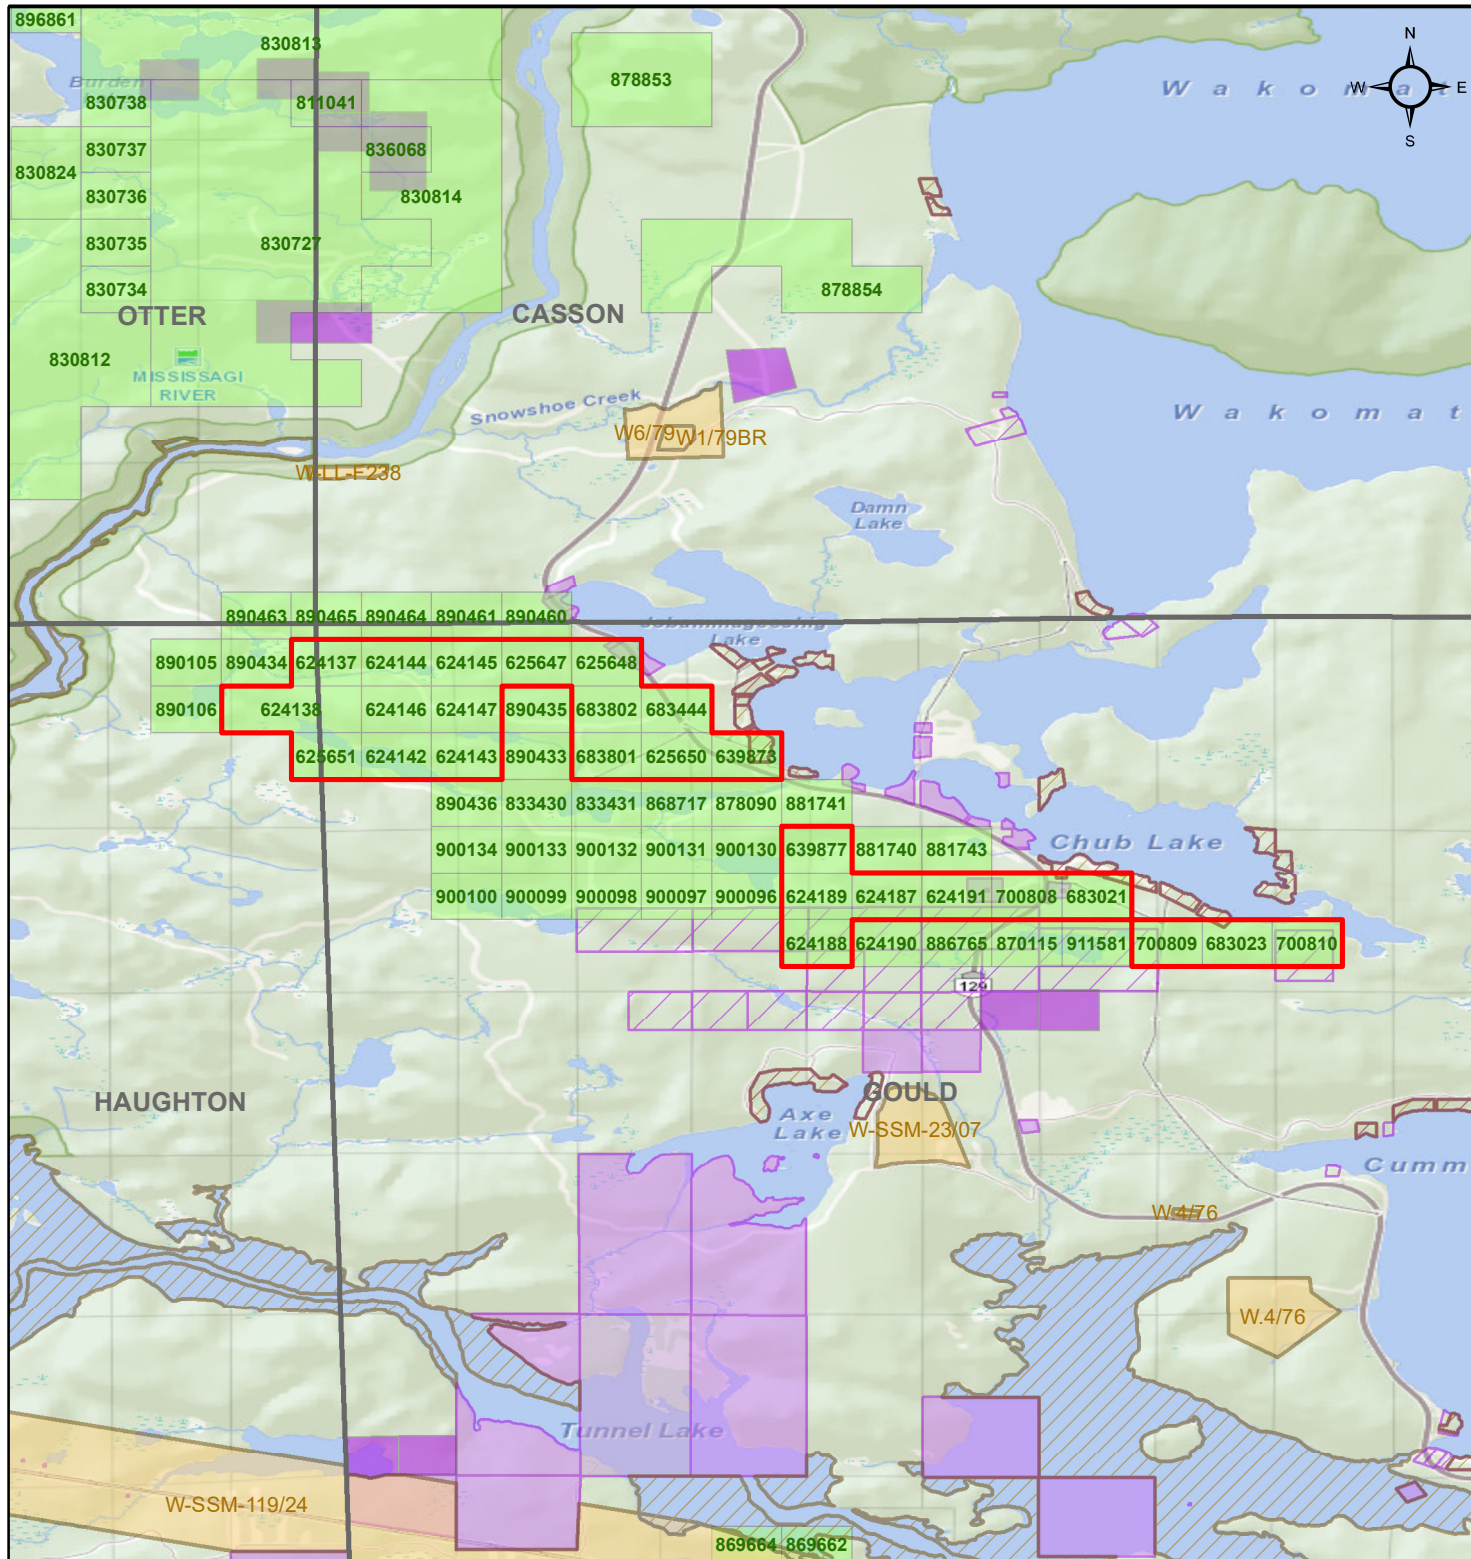 896861
830813
N
878853
W a k o m a t
W E
S
Burden
830738 811041
830737 836068
830824
830736 830814
830735 830727
830734 878854
OTTER CASSON
830812
MISSISSAGI
RIVER
Snowshoe Creek
W a k o m a t
W6/79 W1/79BR
W-LL-F238
Damn
Lake
890463 890465 890464 890461 890460
Lake
890105 890434 624137 624144 624145 625647 625648
890106 624138 624146 624147 890435 683802 683444
625651 624142 624143 890433 683801 625650 639873
890436 833430 833431 868717 878090 881741
900134 900133 900132 900131 900130 639877 881740 881743
Chub Lake
900100 900099 900098 900097 900096 624189 624187 624191 700808 683021
624188 624190 886765 870115 911581 700809 683023 700810
129
HAUGHTON GOULD
Axe
Lake
W-SSM-23/07
Cumm
W.4/76
W.4/76
Tunnel Lake
W-SSM-119/24
869664 869662